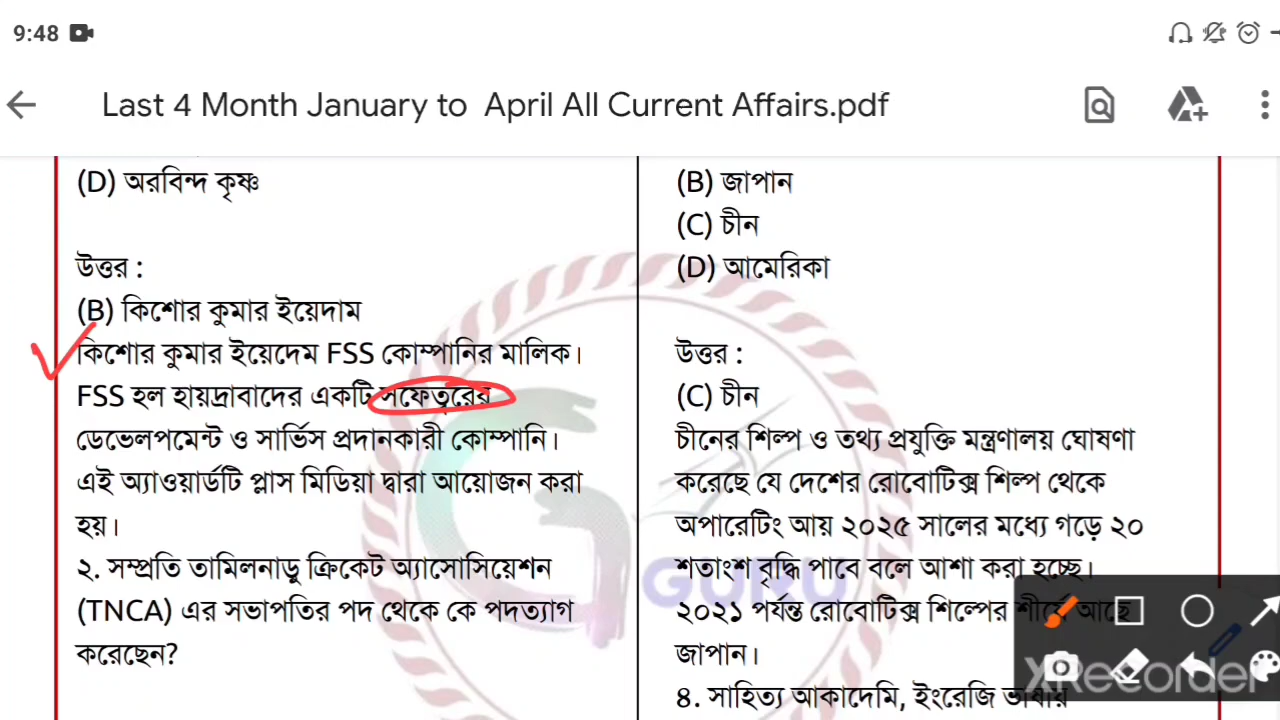 9:48
Last 4 Month January to April All Current Affairs.pdf
(D) অরবিন্দ কৃষ্ণ
উত্তর :
(B) কিশোর কুমার ইয়েদাম
কিশোর কুমার ইয়েদেম FSS কোম্পানির মালিক।
FSS হল হায়দ্রাবাদের একটি সফেত্বরের
ডেভেলপমেন্ট ও সার্ভিস প্রদানকারী কোম্পানি।
এই অ্যাওয়ার্ডটি প্লাস মিডিয়া দ্বারা আয়োজন করা
হয়।
২. সম্প্রতি তামিলনাড়ু ক্রিকেট অ্যাসোসিয়েশন
(TNCA) এর সভাপতির পদ থেকে কে পদত্যাগ
করেছেন?
(B) জাপান
(C) চীন
(D) আমেরিকা
উত্তর :
(C) চীন
চীনের শিল্প ও তথ্য প্রযুক্তি মন্ত্রণালয় ঘোষণা
করেছে যে দেশের রোবোটিক্স শিল্প থেকে
অপারেটিং আয় ২০২৫ সালের মধ্যে গড়ে ২০
শতাংশ বৃদ্ধি পাবে বলে আশা করা হচ্ছে।
২০২১ পর্যন্ত রোবোটিক্স শিল্পের শীর্ষে আছে
জাপান।
৪. সাহিত্য আকাদেমি, ইংরেজি ভাষায়
GURU
XRecorder